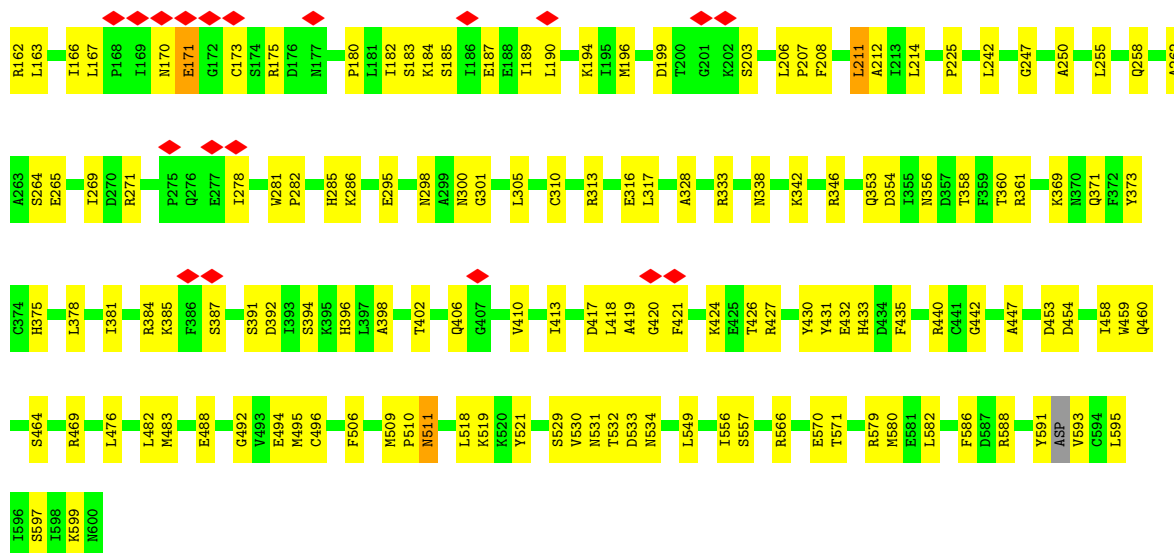 R162 L163 I166 L167 P168 I169 N170 E171 G172 C173 S174 R175 D176 N177 P180 L181 I182 S183 K184 S185 I186 E187 E188 I189 L190 K194 I195 M196 D199 T200 G201 K202 S203 L206 P207 F208 L211 A212 I213 L214 P225 L242 G247 A250 L255 Q258 A262
A263 S264 E265 I269 D270 R271 P275 Q276 E277 I278 W281 P282 H285 K286 E295 N298 A299 N300 G301 L305 C310 R313 E316 L317 A328 R333 N338 K342 R346 Q353 D354 I355 N356 D357 T358 F359 T360 R361 K369 N370 Q371 F372 Y373
C374 H375 L378 I381 R384 K385 F386 S387 S391 D392 I393 S394 K395 H396 L397 A398 T402 Q406 G407 V410 I413 D417 L418 A419 G420 F421 K424 E425 T426 R427 Y430 Y431 E432 H433 D434 F435 R440 C441 G442 A447 D453 D454 I458 W459 Q460
S464 R469 L476 L482 M483 E488 G492 V493 E494 M495 C496 F506 M509 P510 N511 L518 K519 K520 Y521 S529 V530 N531 T532 D533 N534 L549 I556 S557 R566 E570 T571 R579 M580 E581 L582 F586 D587 R588 Y591 ASP V593 C594 L595
I596 S597 I598 K599 N600